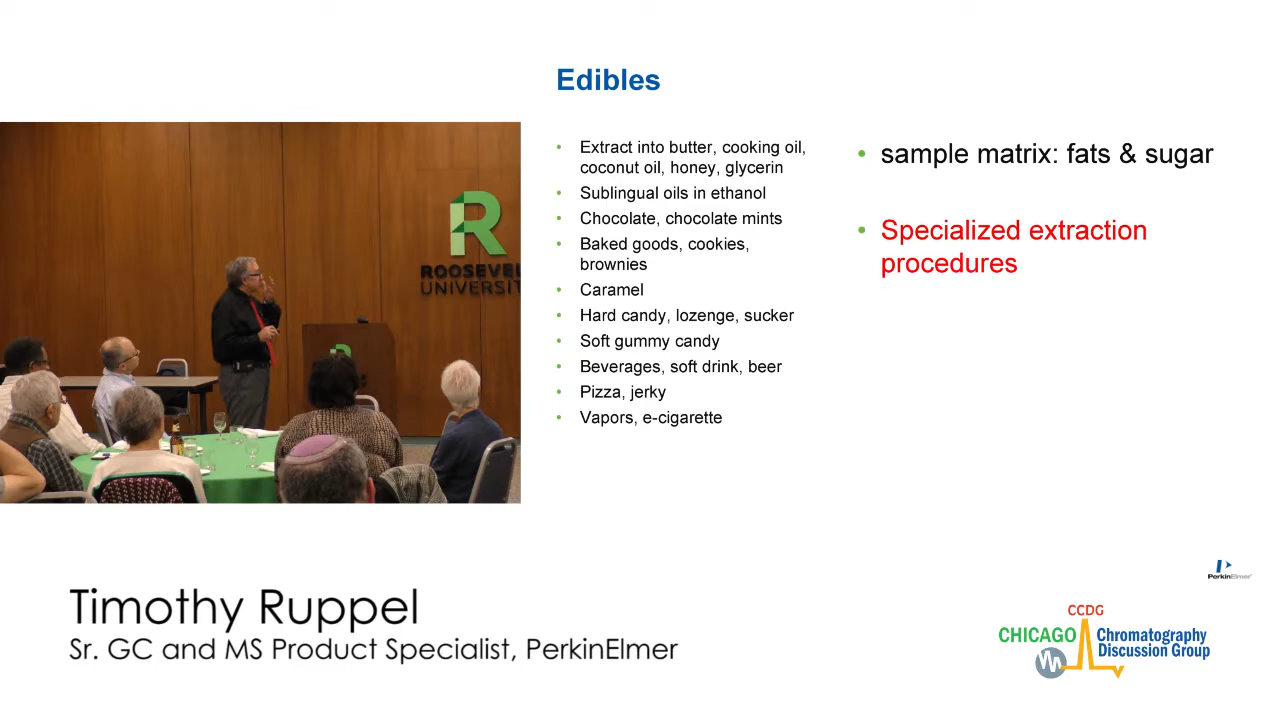 Edibles
Extract into butter, cooking oil,
coconut oil, honey, glycerin
Sublingual oils in ethanol
Chocolate, chocolate mints
Baked goods, cookies,
brownies
Caramel
Hard candy, lozenge, sucker
Soft gummy candy
Beverages, soft drink, beer
Pizza, jerky
Vapors, e-cigarette
sample matrix: fats & sugar
Specialized extraction
procedures
R
ROOSEVEL
UNIVERSIT
Timothy Ruppel
Sr. GC and MS Product Specialist, PerkinElmer
PerkinElmer
CCDG
CHICAGO
Chromatography
Discussion Group